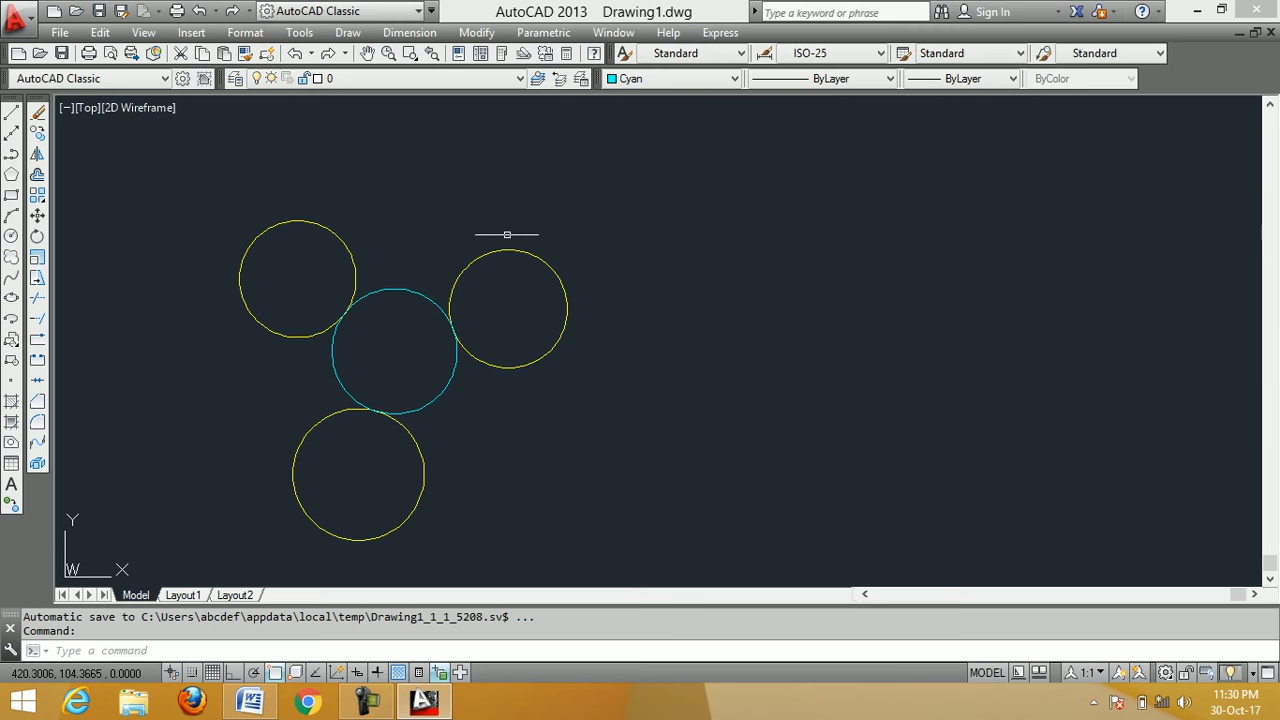 AutoCAD Classic
AutoCAD 2013 Drawing1.dwg
Type a keyword or phrase
Sign In
File Edit View Insert Format Tools Draw Dimension Modify Parametric Window Help Express
Standard ISO-25 Standard Standard
AutoCAD Classic 0 Cyan ByLayer ByLayer ByColor
[−][Top][2D Wireframe]
Y
W X
Model Layout1 Layout2
Automatic save to C:\Users\abcdef\appdata\local\temp\Drawing1_1_1_5208.sv$ ...
Command:
Type a command
420.3006, 104.3665, 0.0000 MODEL 1:1
11:30 PM
30-Oct-17